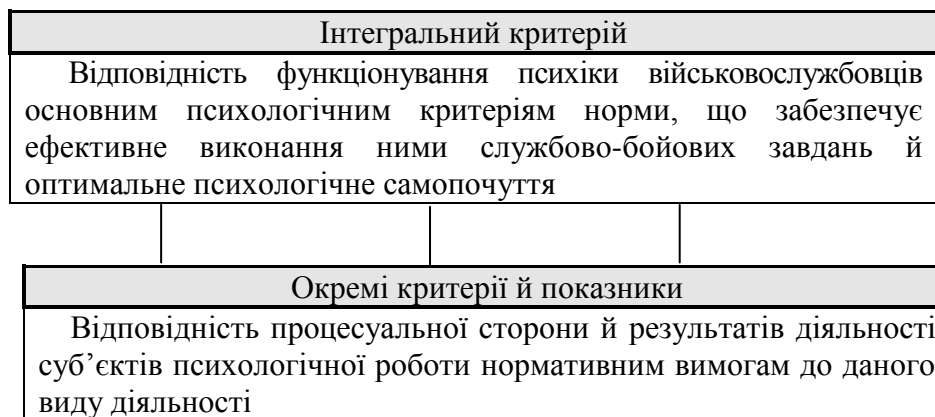 Інтегральний критерій
Відповідність функціонування психіки військовослужбовців
основним психологічним критеріям норми, що забезпечує
ефективне виконання ними службово-бойових завдань й
оптимальне психологічне самопочуття
Окремі критерії й показники
Відповідність процесуальної сторони й результатів діяльності
суб’єктів психологічної роботи нормативним вимогам до даного
виду діяльності